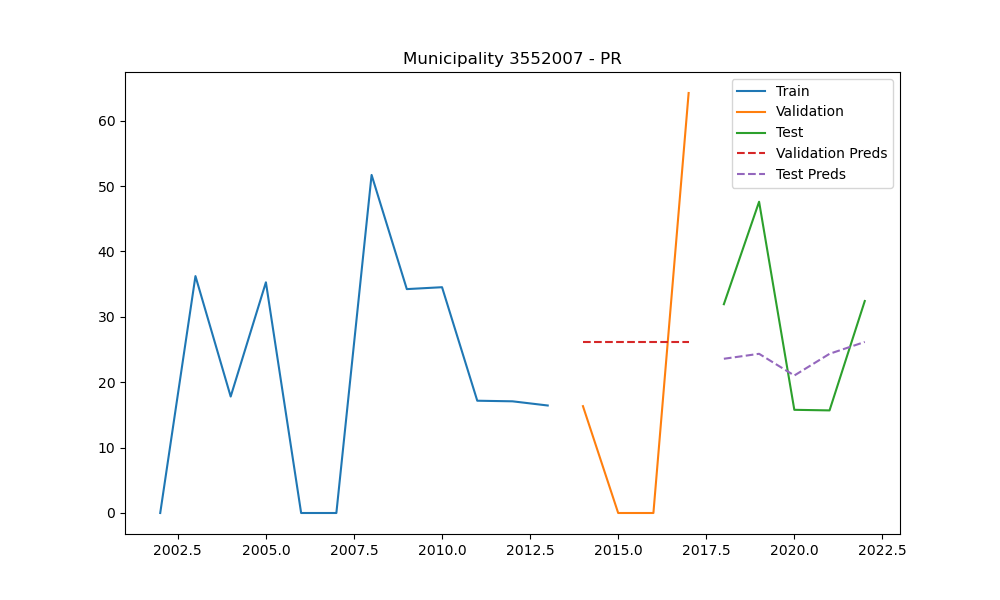 Municipality 3552007 - PR
Train
Validation
Test
Validation Preds
Test Preds
60
50
40
30
20
10
0
2002.5 2005.0 2007.5 2010.0 2012.5 2015.0 2017.5 2020.0 2022.5